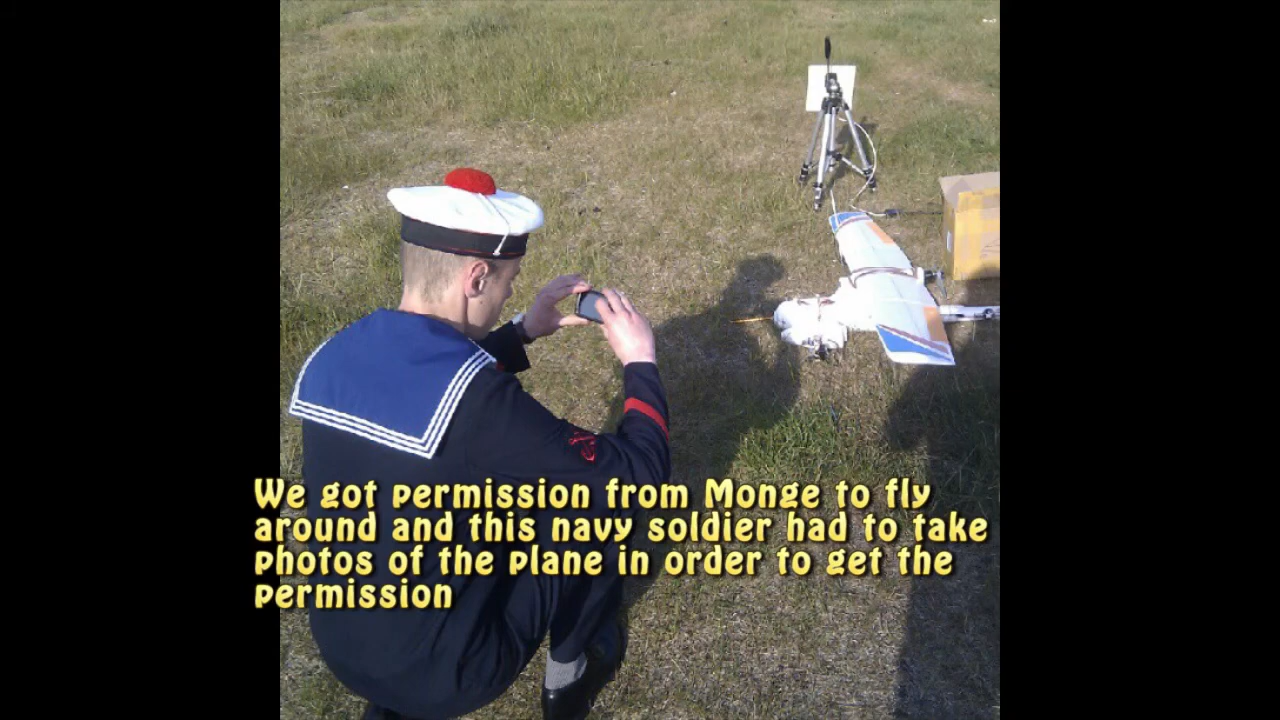 We got permission from Monge to fly
around and this navy soldier had to take
photos of the plane in order to get the
permission